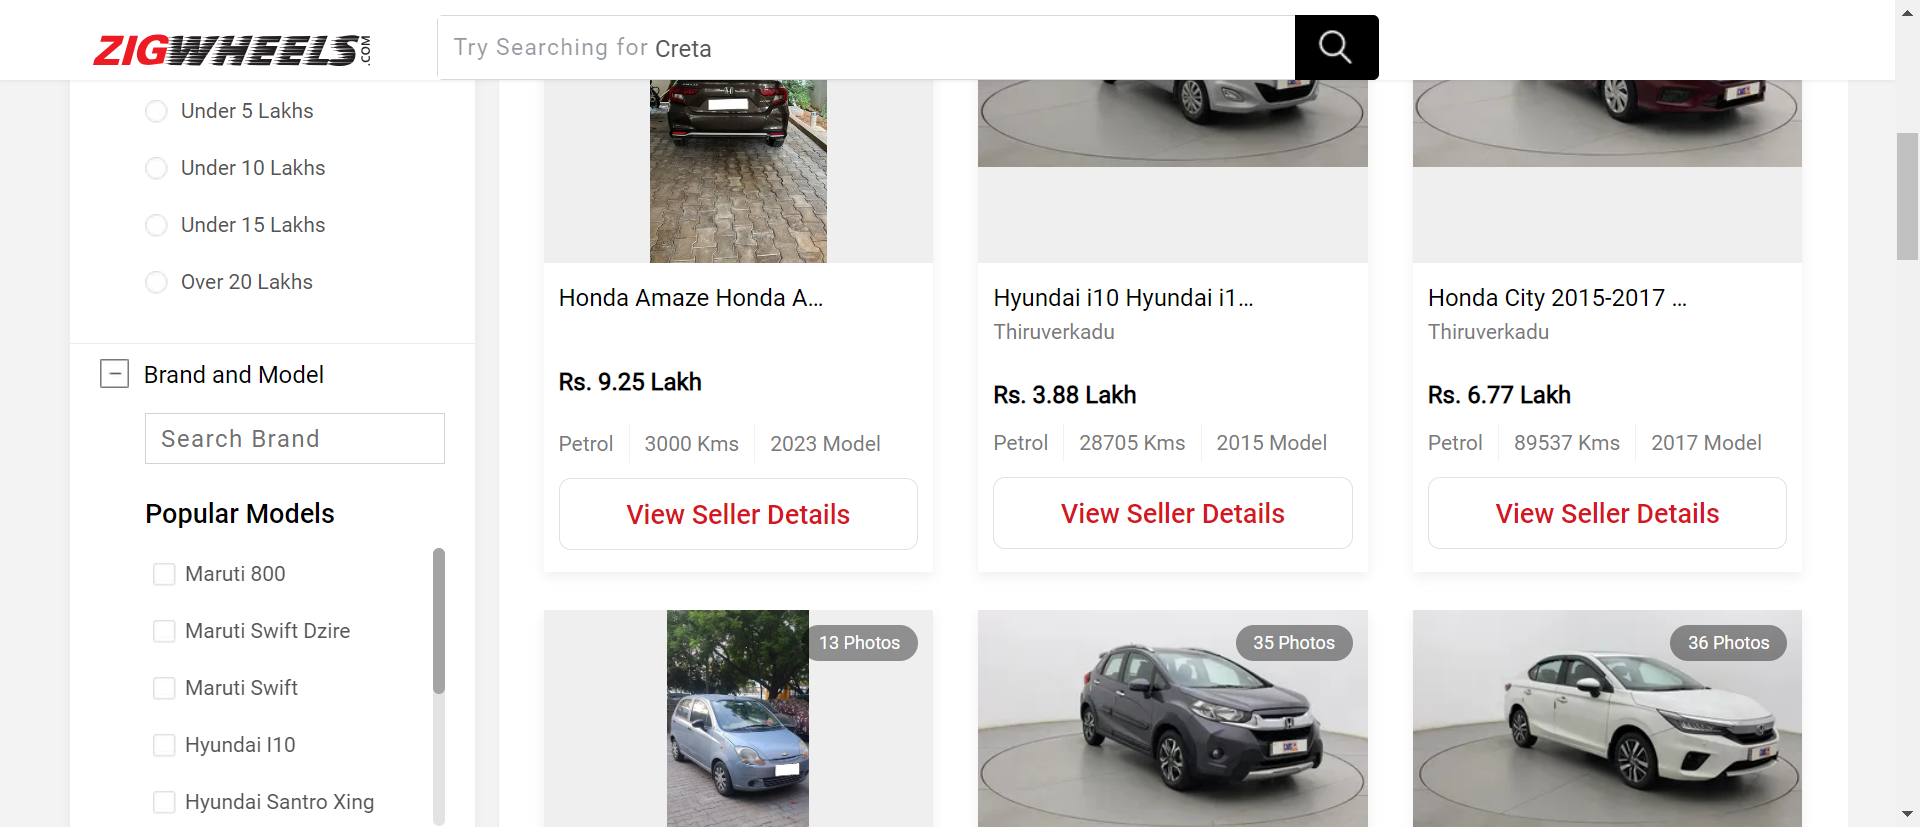 ZIGWHEELS.COM
Try Searching for Creta
Under 5 Lakhs
Under 10 Lakhs
Under 15 Lakhs
Over 20 Lakhs
Brand and Model
Search Brand
Popular Models
Maruti 800
Maruti Swift Dzire
Maruti Swift
Hyundai I10
Hyundai Santro Xing
Honda Amaze Honda A...
Rs. 9.25 Lakh
Petrol 3000 Kms 2023 Model
View Seller Details
Hyundai i10 Hyundai i1...
Thiruverkadu
Rs. 3.88 Lakh
Petrol 28705 Kms 2015 Model
View Seller Details
Honda City 2015-2017 ...
Thiruverkadu
Rs. 6.77 Lakh
Petrol 89537 Kms 2017 Model
View Seller Details
13 Photos
35 Photos
36 Photos